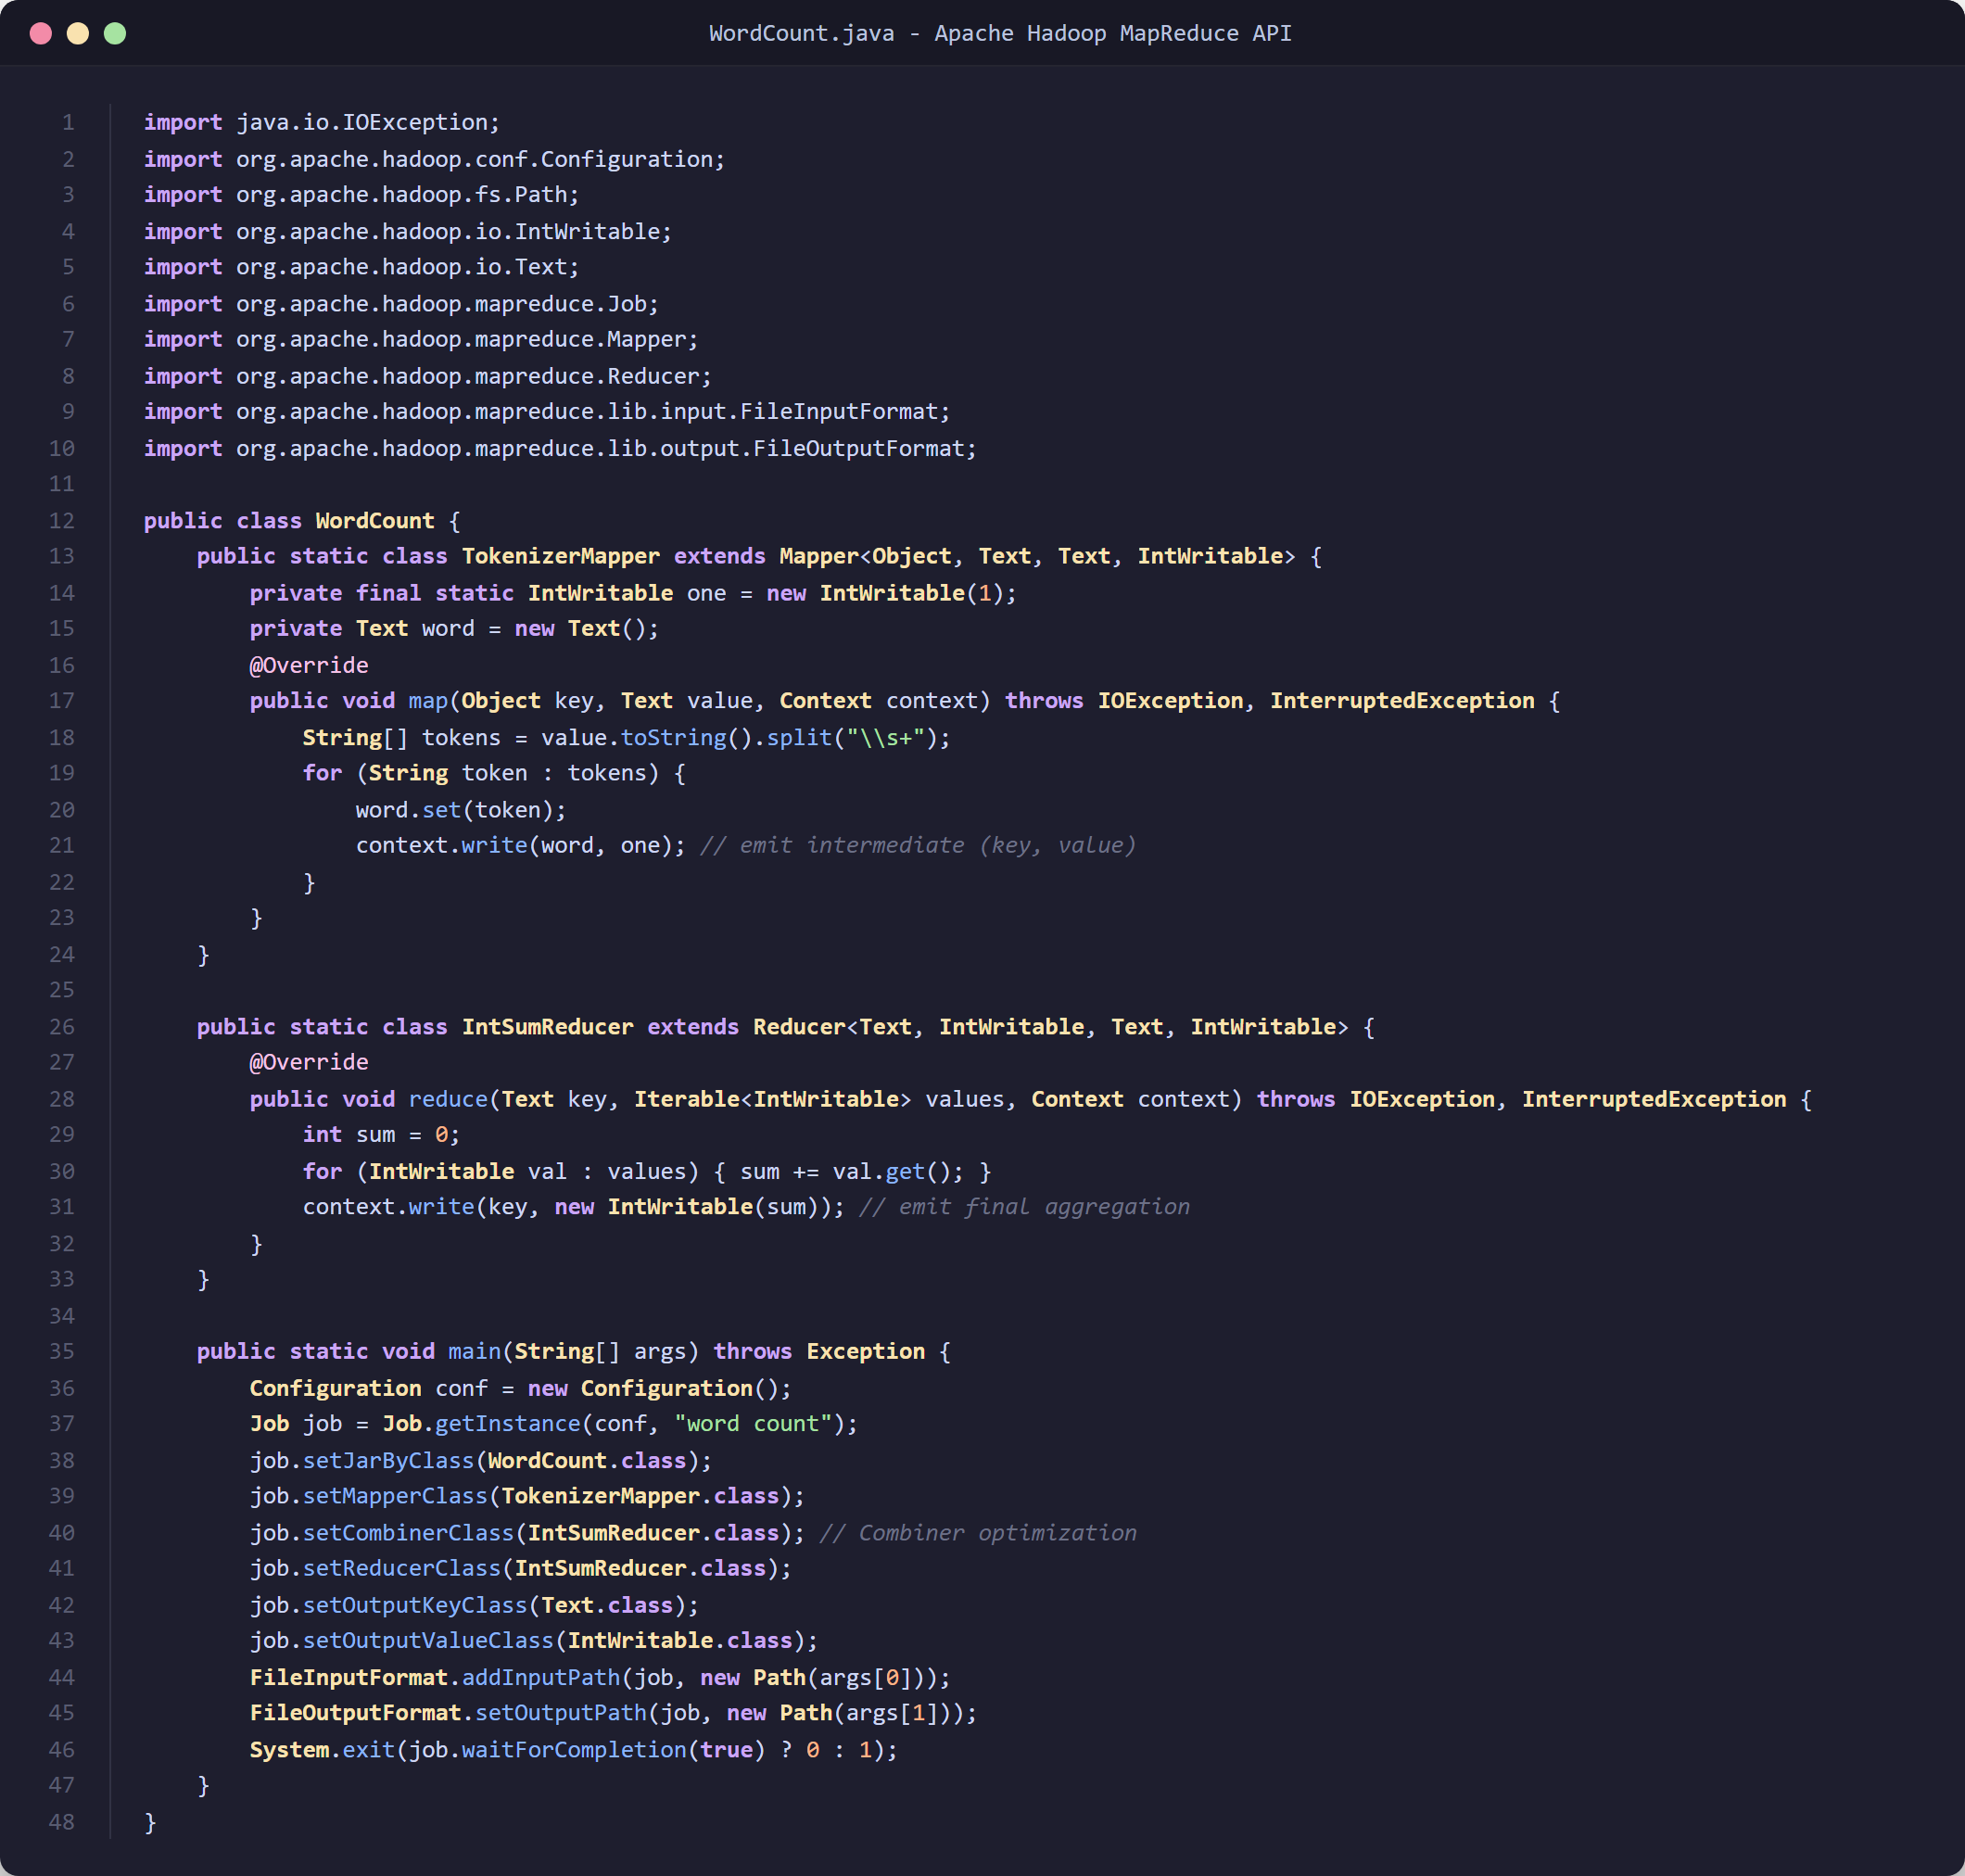 WordCount.java - Apache Hadoop MapReduce API
1 import java.io.IOException;
2 import org.apache.hadoop.conf.Configuration;
3 import org.apache.hadoop.fs.Path;
4 import org.apache.hadoop.io.IntWritable;
5 import org.apache.hadoop.io.Text;
6 import org.apache.hadoop.mapreduce.Job;
7 import org.apache.hadoop.mapreduce.Mapper;
8 import org.apache.hadoop.mapreduce.Reducer;
9 import org.apache.hadoop.mapreduce.lib.input.FileInputFormat;
10 import org.apache.hadoop.mapreduce.lib.output.FileOutputFormat;
11
12 public class WordCount {
13     public static class TokenizerMapper extends Mapper<Object, Text, Text, IntWritable> {
14         private final static IntWritable one = new IntWritable(1);
15         private Text word = new Text();
16         @Override
17         public void map(Object key, Text value, Context context) throws IOException, InterruptedException {
18             String[] tokens = value.toString().split("\\s+");
19             for (String token : tokens) {
20                 word.set(token);
21                 context.write(word, one); // emit intermediate (key, value)
22             }
23         }
24     }
25
26     public static class IntSumReducer extends Reducer<Text, IntWritable, Text, IntWritable> {
27         @Override
28         public void reduce(Text key, Iterable<IntWritable> values, Context context) throws IOException, InterruptedException {
29             int sum = 0;
30             for (IntWritable val : values) { sum += val.get(); }
31             context.write(key, new IntWritable(sum)); // emit final aggregation
32         }
33     }
34
35     public static void main(String[] args) throws Exception {
36         Configuration conf = new Configuration();
37         Job job = Job.getInstance(conf, "word count");
38         job.setJarByClass(WordCount.class);
39         job.setMapperClass(TokenizerMapper.class);
40         job.setCombinerClass(IntSumReducer.class); // Combiner optimization
41         job.setReducerClass(IntSumReducer.class);
42         job.setOutputKeyClass(Text.class);
43         job.setOutputValueClass(IntWritable.class);
44         FileInputFormat.addInputPath(job, new Path(args[0]));
45         FileOutputFormat.setOutputPath(job, new Path(args[1]));
46         System.exit(job.waitForCompletion(true) ? 0 : 1);
47     }
48 }